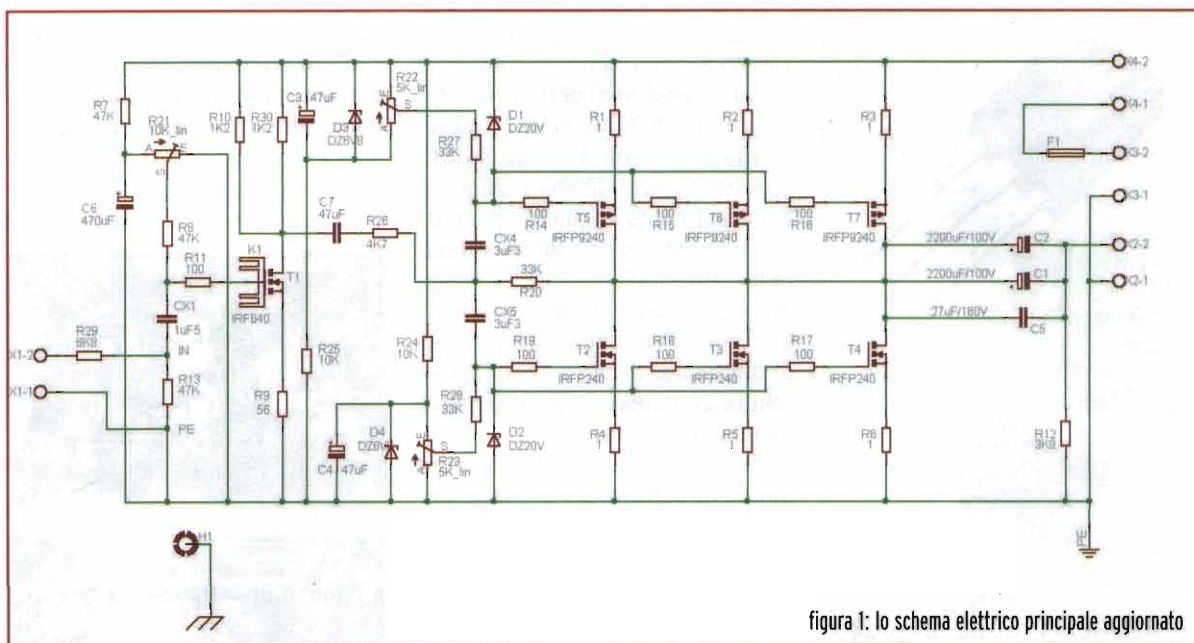 R7
47K
R21
10K_lin
A
E
S
C6
470uF
R8
47K
R11
100
CX1
1uF5
R29
6K8
X1-2
IN
R13
47K
X1-1
PE
R10
1K2
R30
1K2
K1
T1
IRF640
R9
56
C3
47uF
D3
DZ6V8
R22
5K_lin
E
S
A
C7
47uF
R26
4K7
R25
10K
R24
10K
C4
47uF
D4
R23
5K_lin
E
S
A
R27
33K
CX4
3uF3
33K
R20
CX5
3uF3
R28
33K
D1
DZ20V
D2
DZ20V
R1
1
R2
1
R3
1
100
R14
T5
IRFP9240
100
R15
T6
IRFP9240
100
R16
T7
IRFP9240
R19
100
T2
IRFP240
R18
100
T3
IRFP240
R17
100
T4
IRFP240
R4
1
R5
1
R6
1
2200uF/100V
C2
2200uF/100V
C1
27uF/160V
C5
R12
3K9
X4-2
X4-1
F1
X3-2
X3-1
X2-2
X2-1
PE
H1
figura 1: lo schema elettrico principale aggiornato